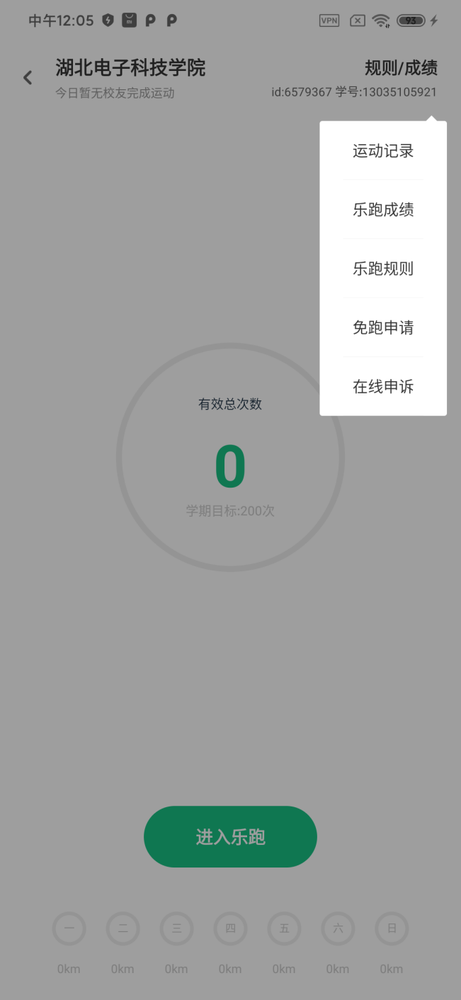 中午12:05
VPN
93
湖北电子科技学院
规则/成绩
今日暂无校友完成运动
id:6579367 学号:13035105921
运动记录
乐跑成绩
乐跑规则
免跑申请
在线申诉
有效总次数
0
学期目标:200次
进入乐跑
一 二 三 四 五 六 日
0km 0km 0km 0km 0km 0km 0km